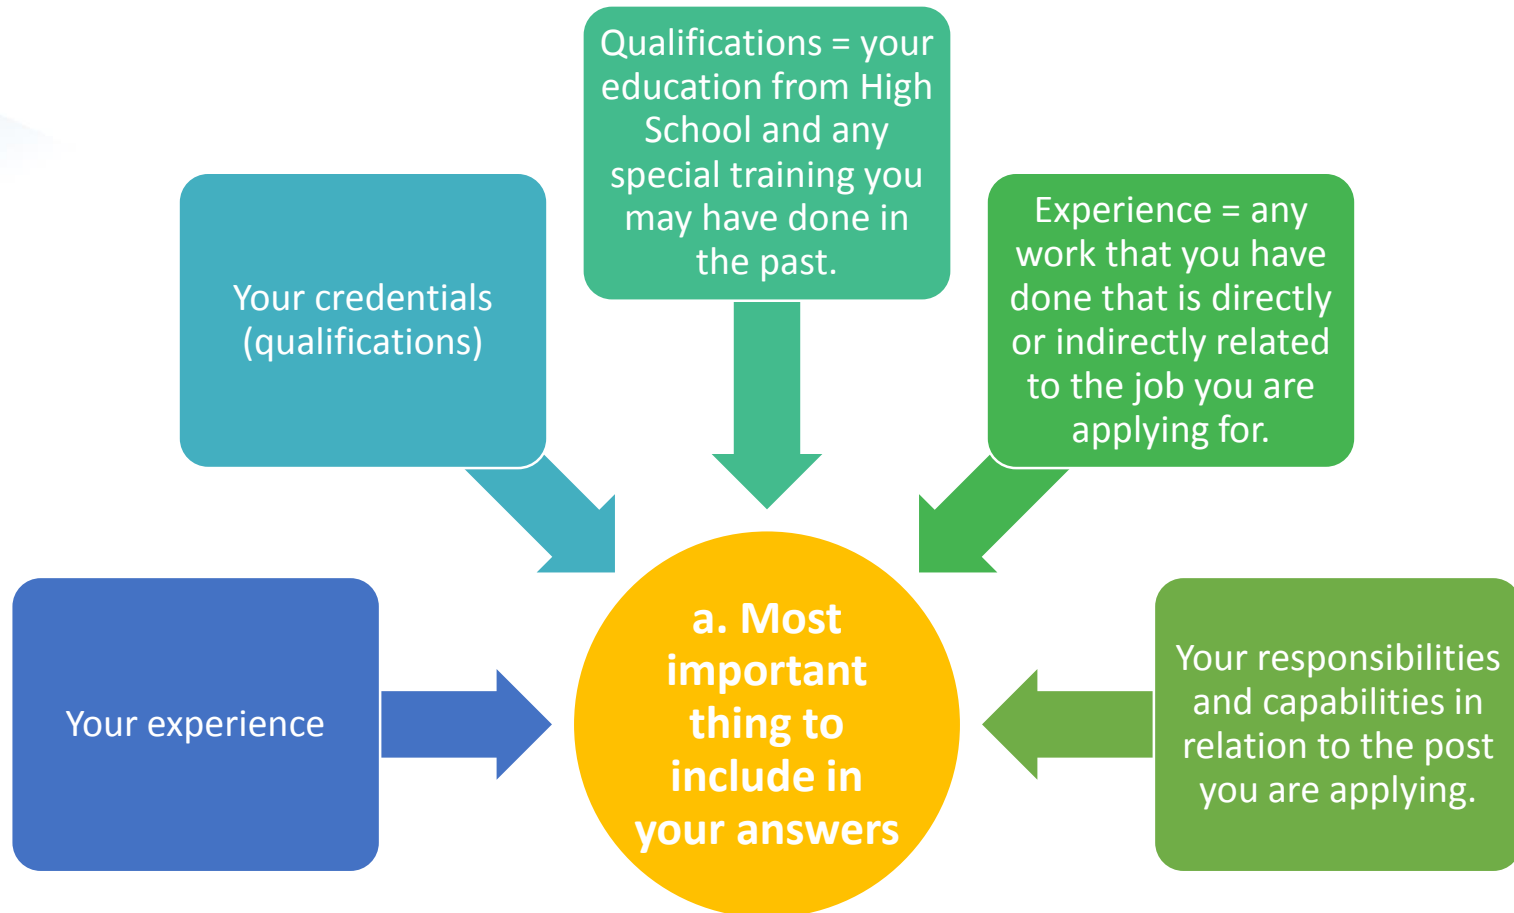 Your experience
Your credentials
(qualifications)
Qualifications = your
education from High
School and any
special training you
may have done in
the past.
Experience = any
work that you have
done that is directly
or indirectly related
to the job you are
applying for.
Your responsibilities
and capabilities in
relation to the post
you are applying.
a. Most
important
thing to
include in
your answers